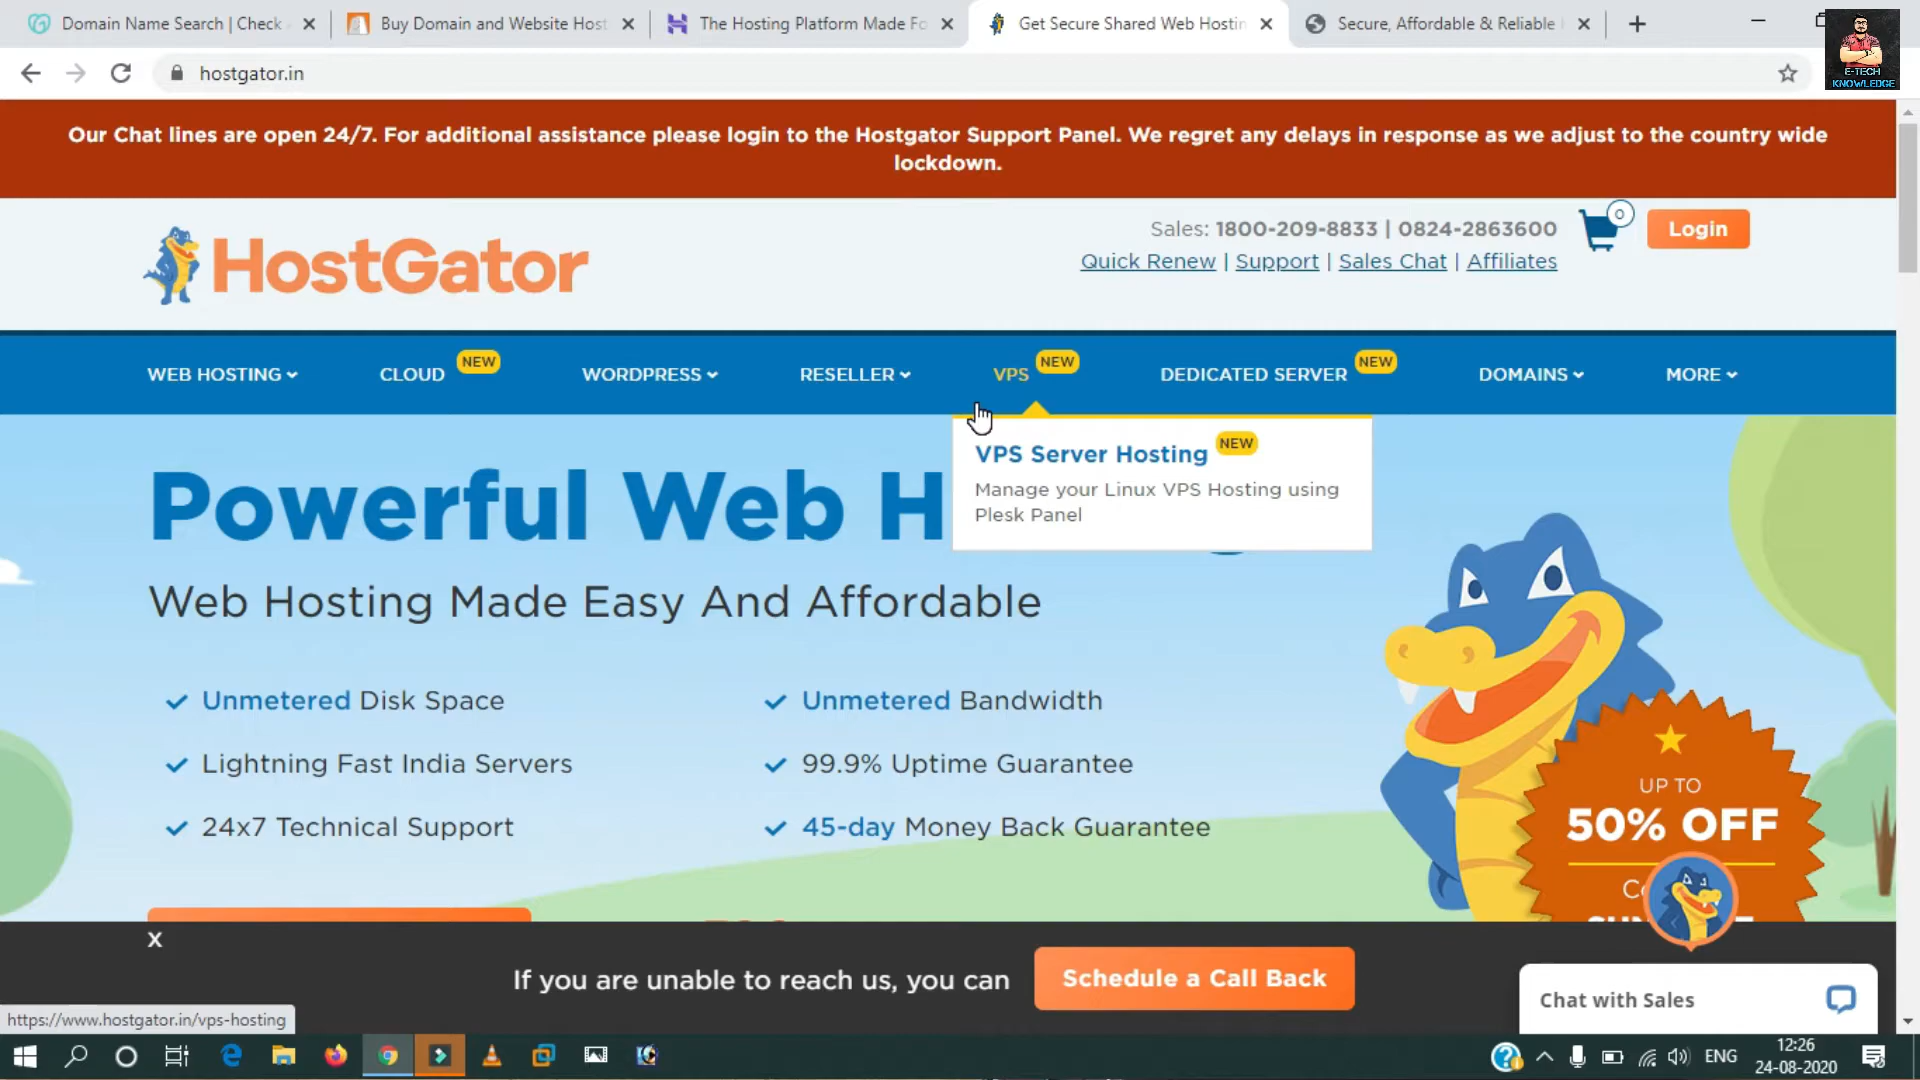 Domain Name Search | Check
Buy Domain and Website Host
The Hosting Platform Made Fo
Get Secure Shared Web Hostin
Secure, Affordable & Reliable
hostgator.in
E-TECH
KNOWLEDGE
Our Chat lines are open 24/7. For additional assistance please login to the Hostgator Support Panel. We regret any delays in response as we adjust to the country wide
lockdown.
HostGator
Sales: 1800-209-8833 | 0824-2863600
0
Login
Quick Renew | Support | Sales Chat | Affiliates
WEB HOSTING
CLOUD NEW
WORDPRESS
RESELLER
VPS NEW
DEDICATED SERVER NEW
DOMAINS
MORE
VPS Server Hosting NEW
Manage your Linux VPS Hosting using
Plesk Panel
Powerful Web H
Web Hosting Made Easy And Affordable
Unmetered Disk Space
Unmetered Bandwidth
Lightning Fast India Servers
99.9% Uptime Guarantee
24x7 Technical Support
45-day Money Back Guarantee
UP TO
50% OFF
X
If you are unable to reach us, you can
Schedule a Call Back
Chat with Sales
https://www.hostgator.in/vps-hosting
ENG
12:26
24-08-2020